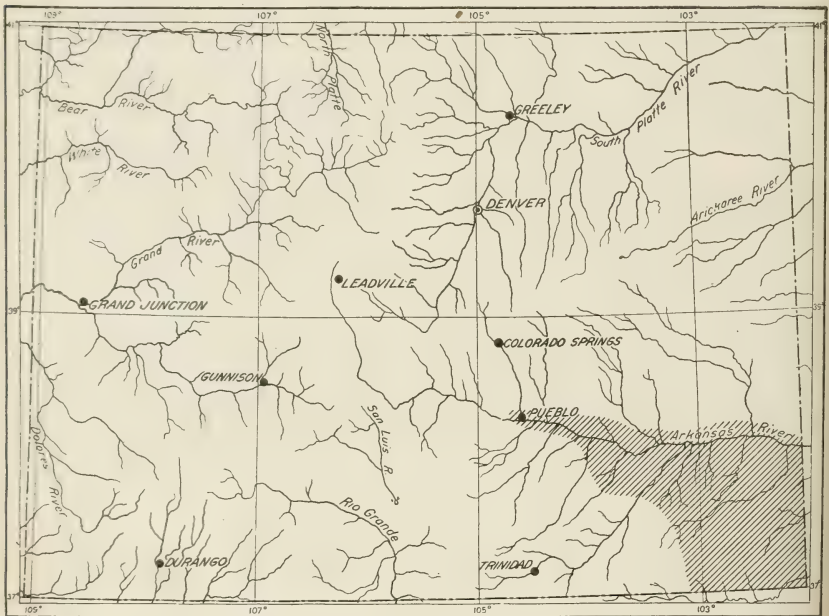 41° 109° 107° 105° 103° 41°
North Platte
Bear River
GREELEY
South Platte River
White River
DENVER
Arickaree River
Grand River
LEADVILLE
GRAND JUNCTION
39°
COLORADO SPRINGS
GUNNISON
San Luis R.
PUEBLO
Arkansas River
Dolores River
Rio Grande
DURANGO
TRINIDAD
37° 37°
105° 107° 105° 103°